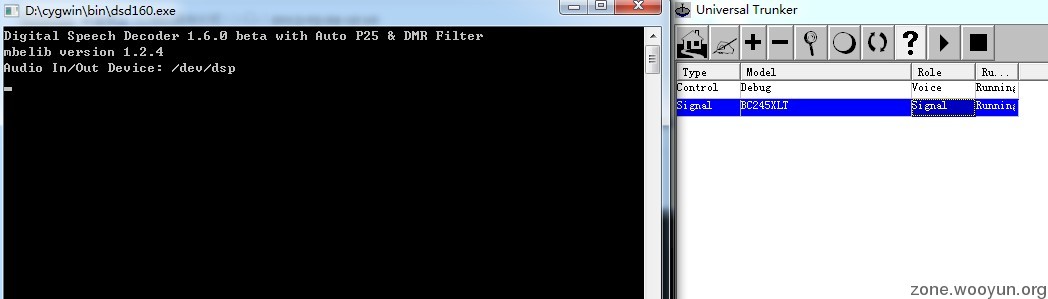 D:\cygwin\bin\dsd160.exe
Digital Speech Decoder 1.6.0 beta with Auto P25 & DMR Filter
mbelib version 1.2.4
Audio In/Out Device: /dev/dsp
Universal Trunker
?
Type Model Role Ru...
Control Debug Voice Running
Signal BC245XLT Signal Running
zone.wooyun.org